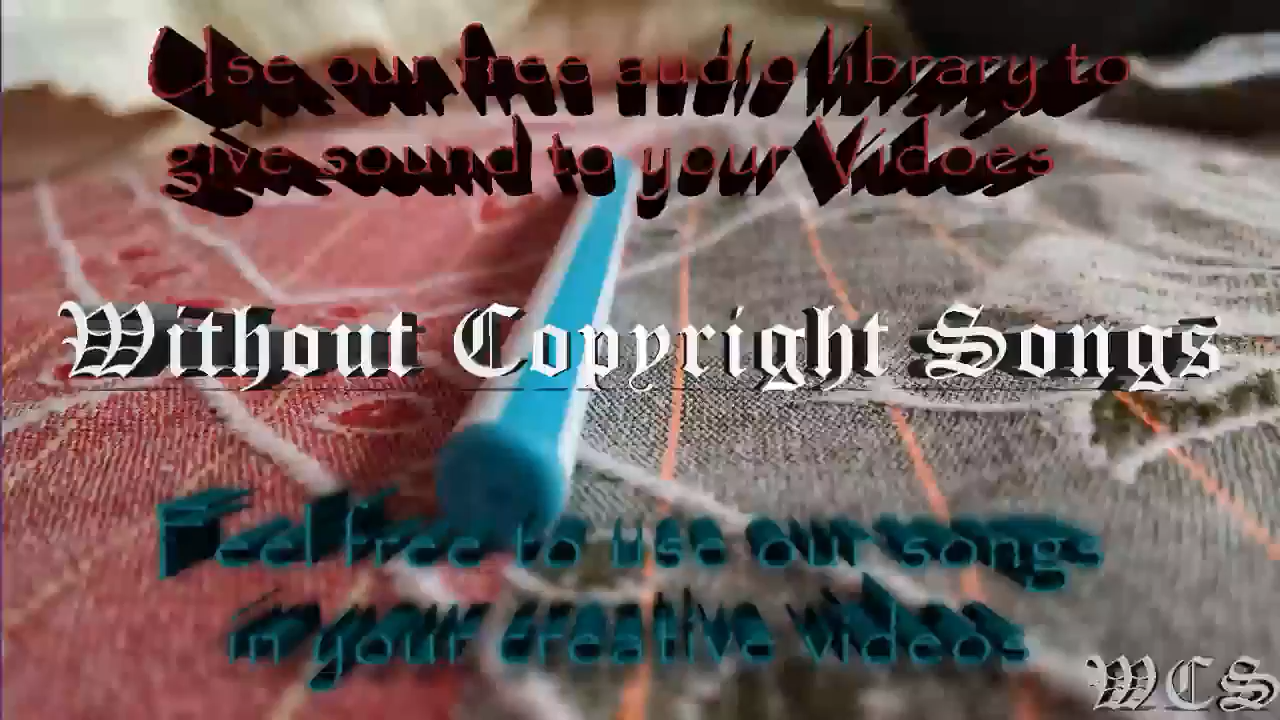 Use our free audio library to
give sound to your Vidoes
Without Copyright Songs
Feel free to use our songs
in your creative videos
WCS